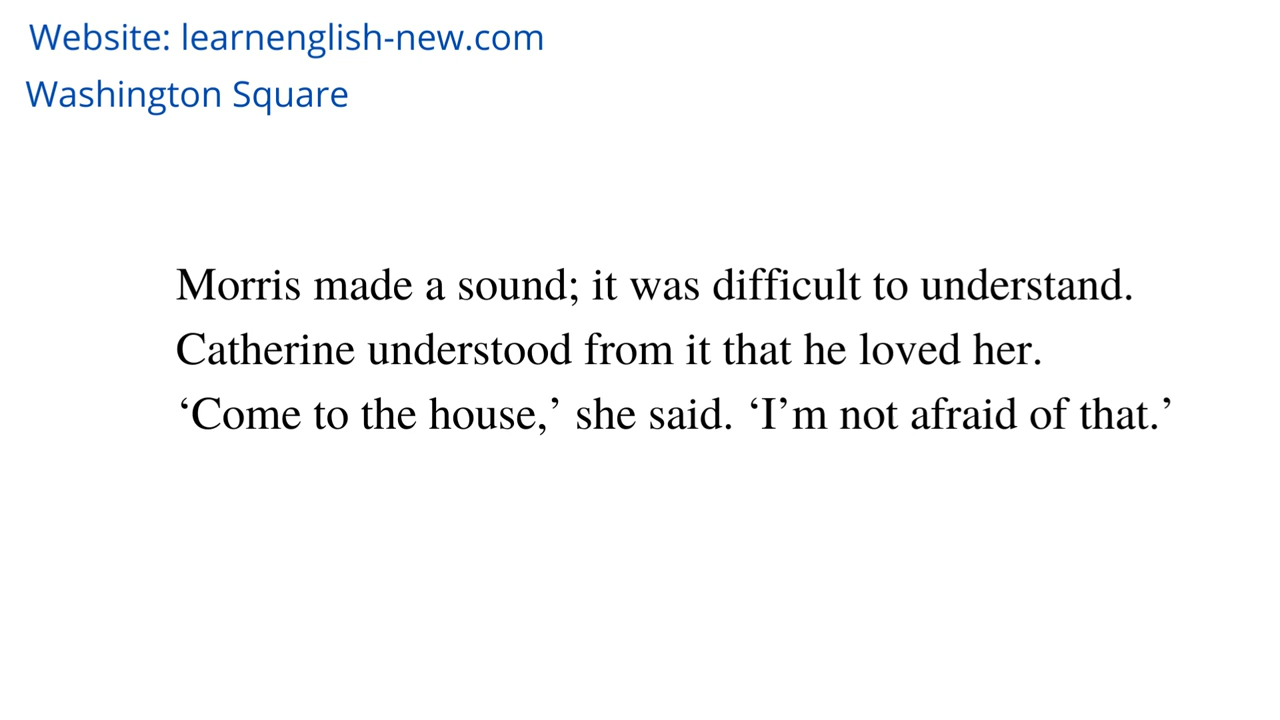 Website: learnenglish-new.com
Washington Square
Morris made a sound; it was difficult to understand.
Catherine understood from it that he loved her.
‘Come to the house,’ she said. ‘I’m not afraid of that.’